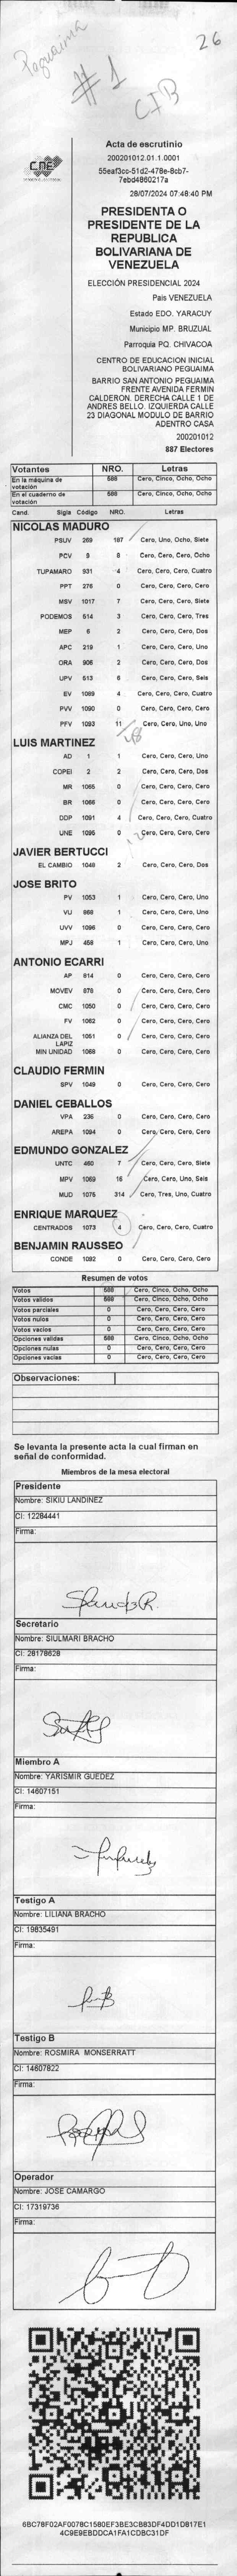 Peguaima
# 1
CIB
26
CNE
Acta de escrutinio
200201012.01.1.0001
55eaf3cc-51d2-478e-8cb7-
7ebd4860217a
28/07/2024 07:48:40 PM
PRESIDENTA O
PRESIDENTE DE LA
REPUBLICA
BOLIVARIANA DE
VENEZUELA
ELECCIÓN PRESIDENCIAL 2024
Pais VENEZUELA
Estado EDO. YARACUY
Municipio MP. BRUZUAL
Parroquia PQ. CHIVACOA
CENTRO DE EDUCACION INICIAL
BOLIVARIANO PEGUAIMA
BARRIO SAN ANTONIO PEGUAIMA
FRENTE AVENIDA FERMIN
CALDERON. DERECHA CALLE 1 DE
ANDRES BELLO. IZQUIERDA CALLE
23 DIAGONAL MODULO DE BARRIO
ADENTRO CASA
200201012
887 Electores
Votantes NRO. Letras
En la máquina de votación 588 Cero, Cinco, Ocho, Ocho
En el cuaderno de votación 588 Cero, Cinco, Ocho, Ocho
Cand. Sigla Código NRO. Letras
NICOLAS MADURO
PSUV 269 187 Cero, Uno, Ocho, Siete
PCV 9 8 Cero, Cero, Cero, Ocho
TUPAMARO 931 4 Cero, Cero, Cero, Cuatro
PPT 276 0 Cero, Cero, Cero, Cero
MSV 1017 7 Cero, Cero, Cero, Siete
PODEMOS 514 3 Cero, Cero, Cero, Tres
MEP 6 2 Cero, Cero, Cero, Dos
APC 219 1 Cero, Cero, Cero, Uno
ORA 906 2 Cero, Cero, Cero, Dos
UPV 513 6 Cero, Cero, Cero, Seis
EV 1089 4 Cero, Cero, Cero, Cuatro
PVV 1090 0 Cero, Cero, Cero, Cero
PFV 1093 11 Cero, Cero, Uno, Uno
LUIS MARTINEZ
AD 1 1 Cero, Cero, Cero, Uno
COPEI 2 2 Cero, Cero, Cero, Dos
MR 1065 0 Cero, Cero, Cero, Cero
BR 1066 0 Cero, Cero, Cero, Cero
DDP 1091 4 Cero, Cero, Cero, Cuatro
UNE 1095 0 Cero, Cero, Cero, Cero
JAVIER BERTUCCI
EL CAMBIO 1048 2 Cero, Cero, Cero, Dos
JOSE BRITO
PV 1053 1 Cero, Cero, Cero, Uno
VU 868 1 Cero, Cero, Cero, Uno
UVV 1096 0 Cero, Cero, Cero, Cero
MPJ 458 1 Cero, Cero, Cero, Uno
ANTONIO ECARRI
AP 814 0 Cero, Cero, Cero, Cero
MOVEV 878 0 Cero, Cero, Cero, Cero
CMC 1050 0 Cero, Cero, Cero, Cero
FV 1062 0 Cero, Cero, Cero, Cero
ALIANZA DEL LAPIZ 1051 0 Cero, Cero, Cero, Cero
MIN UNIDAD 1068 0 Cero, Cero, Cero, Cero
CLAUDIO FERMIN
SPV 1049 0 Cero, Cero, Cero, Cero
DANIEL CEBALLOS
VPA 236 0 Cero, Cero, Cero, Cero
AREPA 1094 0 Cero, Cero, Cero, Cero
EDMUNDO GONZALEZ
UNTC 460 7 Cero, Cero, Cero, Siete
MPV 1069 16 Cero, Cero, Uno, Seis
MUD 1075 314 Cero, Tres, Uno, Cuatro
ENRIQUE MARQUEZ
CENTRADOS 1073 4 Cero, Cero, Cero, Cuatro
BENJAMIN RAUSSEO
CONDE 1092 0 Cero, Cero, Cero, Cero
Resumen de votos
Votos 588 Cero, Cinco, Ocho, Ocho
Votos validos 588 Cero, Cinco, Ocho, Ocho
Votos parciales 0 Cero, Cero, Cero, Cero
Votos nulos 0 Cero, Cero, Cero, Cero
Votos vacios 0 Cero, Cero, Cero, Cero
Opciones validas 588 Cero, Cinco, Ocho, Ocho
Opciones nulas 0 Cero, Cero, Cero, Cero
Opciones vacias 0 Cero, Cero, Cero, Cero
Observaciones:
Se levanta la presente acta la cual firman en
señal de conformidad.
Miembros de la mesa electoral
Presidente
Nombre: SIKIU LANDINEZ
CI: 12284441
Firma:
Secretario
Nombre: SIULMARI BRACHO
CI: 28178628
Firma:
Miembro A
Nombre: YARISMIR GUEDEZ
CI: 14607151
Firma:
Testigo A
Nombre: LILIANA BRACHO
CI: 19835491
Firma:
Testigo B
Nombre: ROSMIRA MONSERRATT
CI: 14607822
Firma:
Operador
Nombre: JOSE CAMARGO
CI: 17319736
Firma:
6BC78F02AF0078C1580EF3BE3CB83DF4DD1D817E1
4C9E9EBDDCA1FA1CDBC31DF